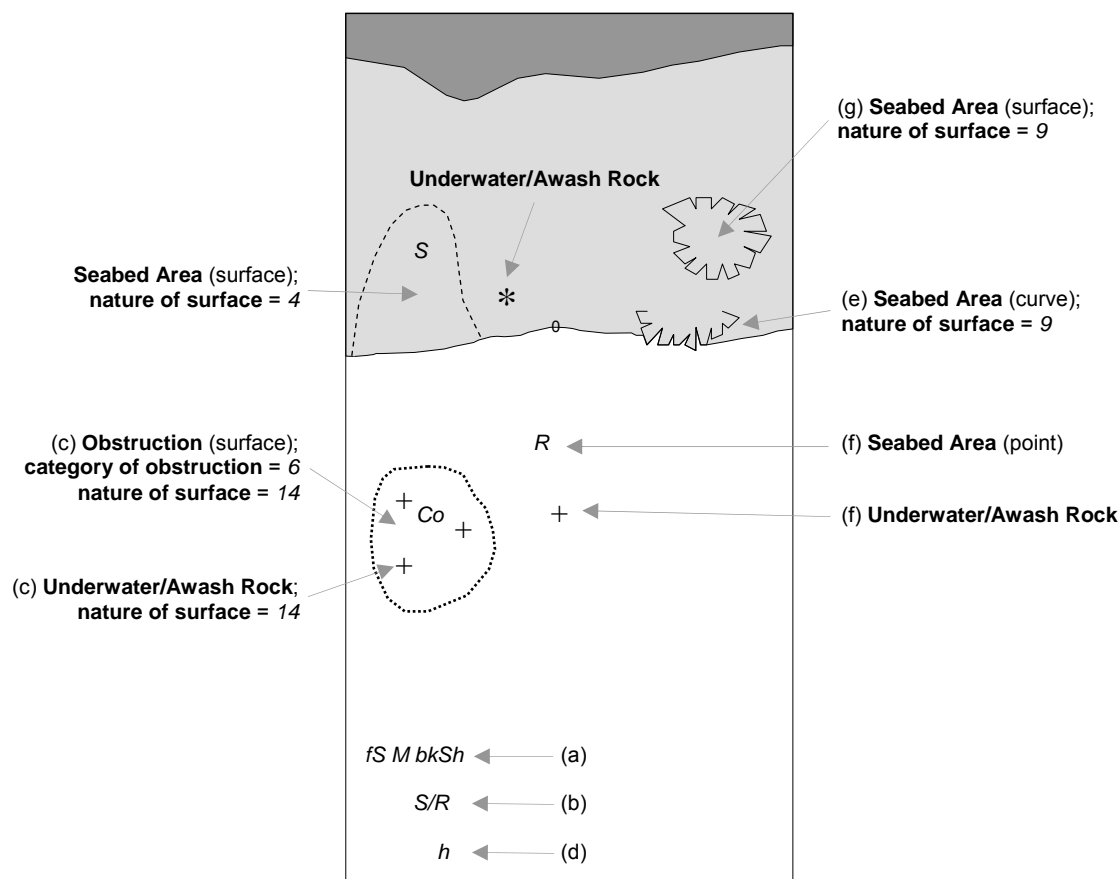 (g) Seabed Area (surface);
nature of surface = 9
Underwater/Awash Rock
S
Seabed Area (surface);
nature of surface = 4
*
(e) Seabed Area (curve);
nature of surface = 9
0
(c) Obstruction (surface);
category of obstruction = 6
nature of surface = 14
R
(f) Seabed Area (point)
Co
(f) Underwater/Awash Rock
(c) Underwater/Awash Rock;
nature of surface = 14
fS M bkSh
(a)
S/R
(b)
h
(d)